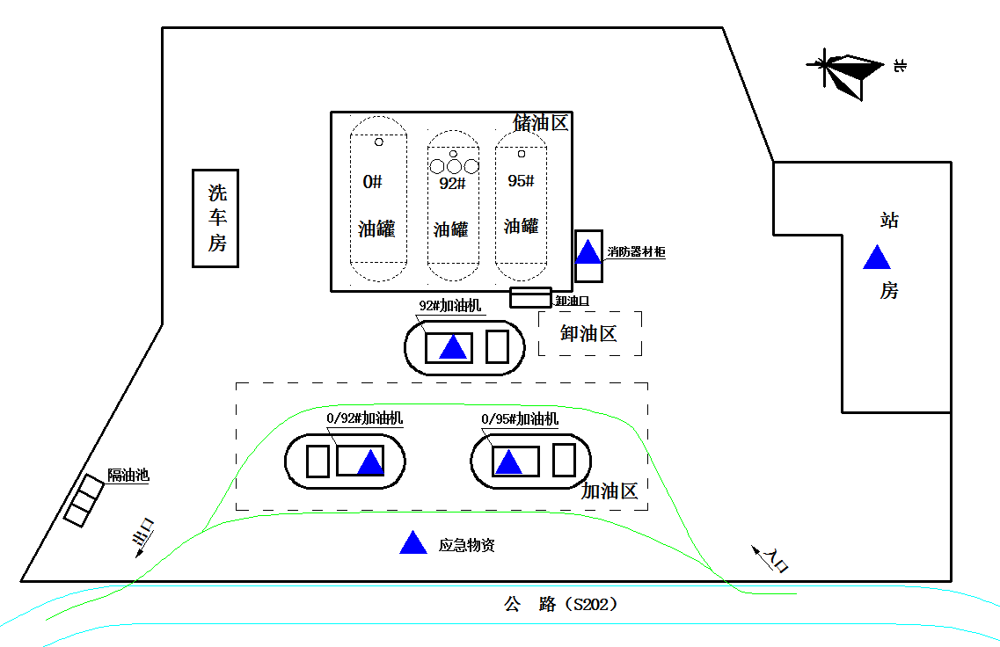 北
储油区
0#
油罐
92#
油罐
95#
油罐
洗车房
消防器材柜
卸油口
站房
92#加油机
卸油区
0/92#加油机
0/95#加油机
加油区
隔油池
出口
应急物资
入口
公 路（S202）